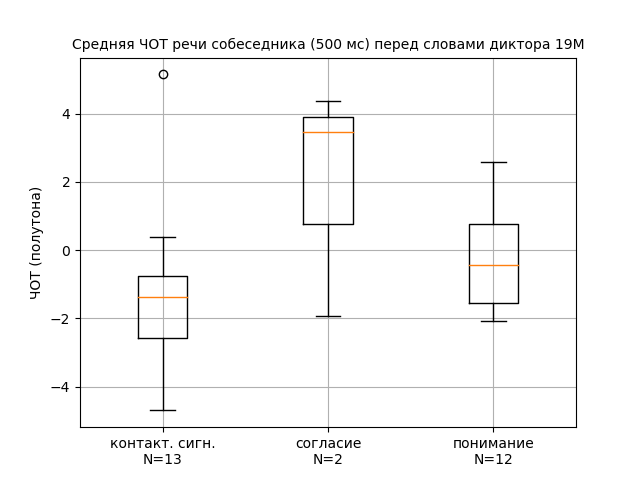 Средняя ЧОТ речи собеседника (500 мс) перед словами диктора 19М
ЧОТ (полутона)
4
2
0
−2
−4
контакт. сигн.
N=13
согласие
N=2
понимание
N=12